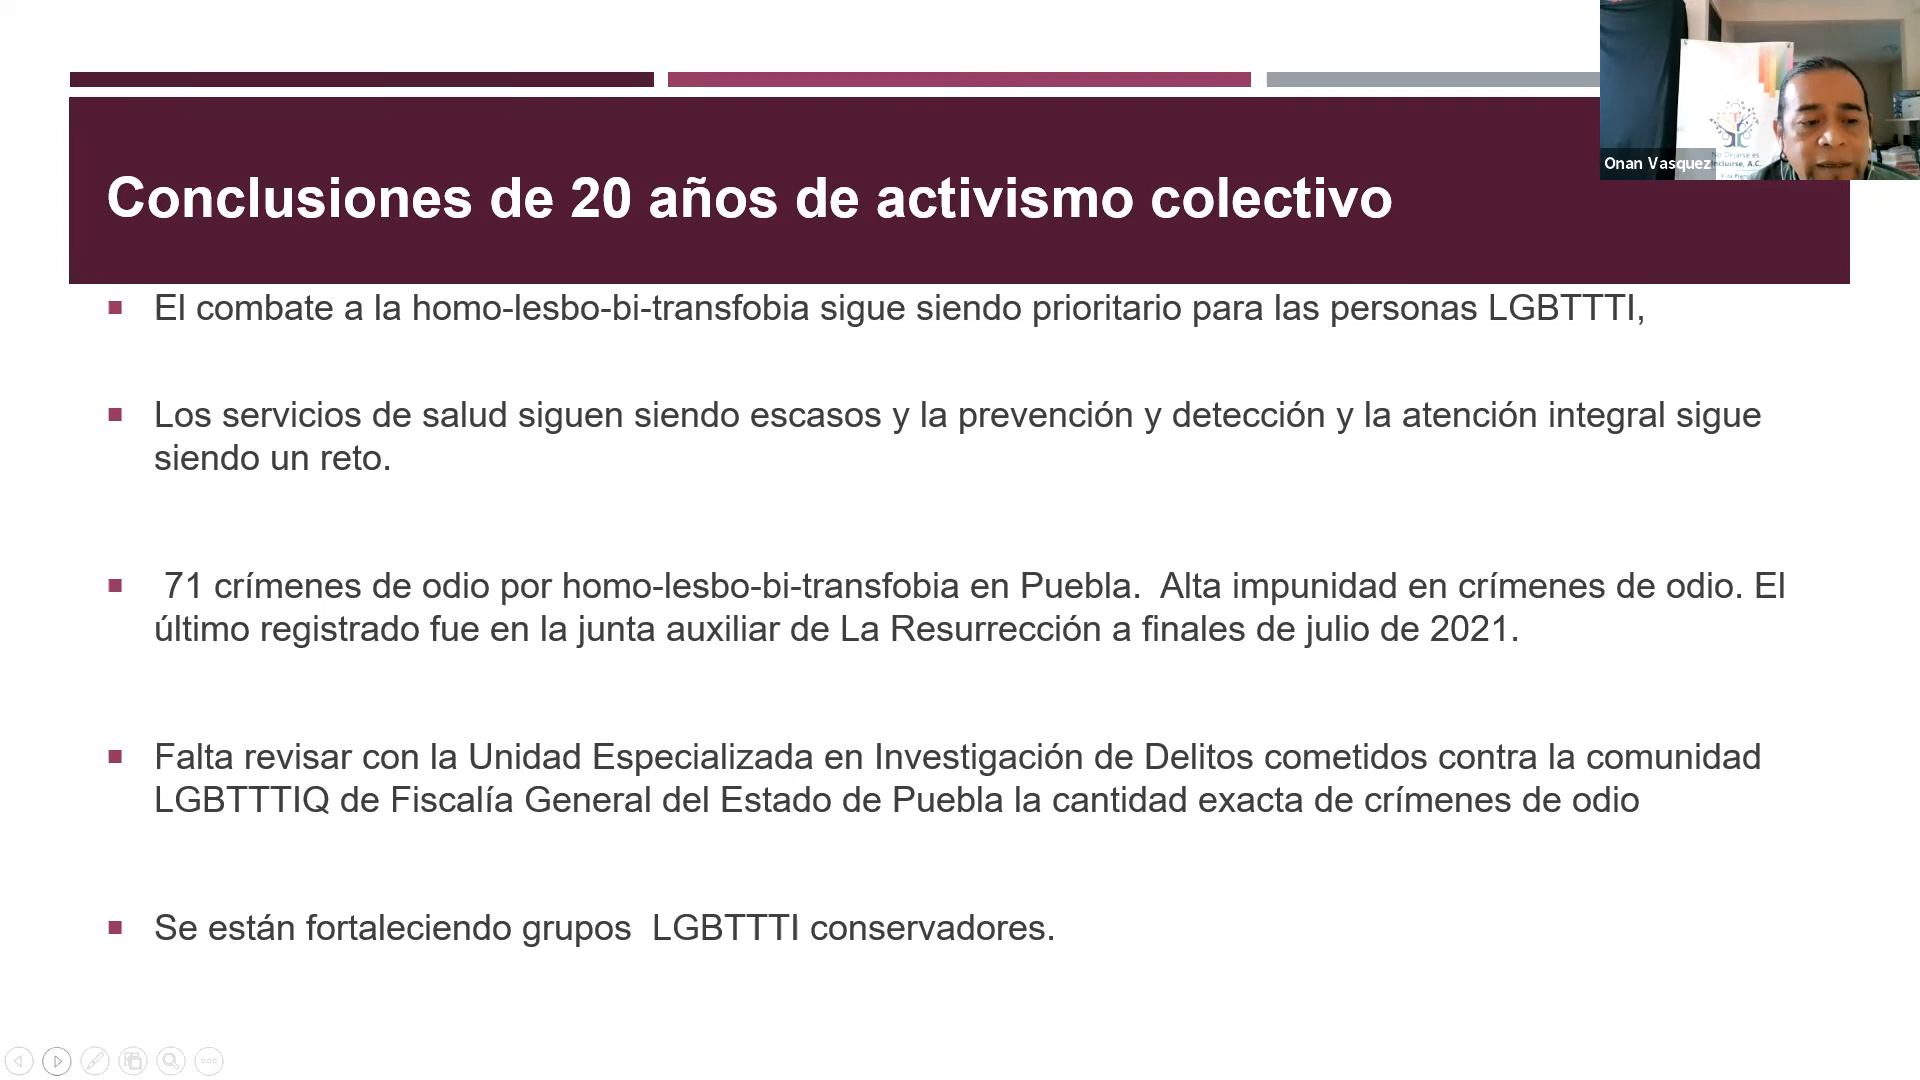 Conclusiones de 20 años de activismo colectivo
Onan Vasquez
No Dejarse es
Incluirse, A.C.
El combate a la homo-lesbo-bi-transfobia sigue siendo prioritario para las personas LGBTTTI,
Los servicios de salud siguen siendo escasos y la prevención y detección y la atención integral sigue
siendo un reto.
71 crímenes de odio por homo-lesbo-bi-transfobia en Puebla.  Alta impunidad en crímenes de odio. El
último registrado fue en la junta auxiliar de La Resurrección a finales de julio de 2021.
Falta revisar con la Unidad Especializada en Investigación de Delitos cometidos contra la comunidad
LGBTTTIQ de Fiscalía General del Estado de Puebla la cantidad exacta de crímenes de odio
Se están fortaleciendo grupos  LGBTTTI conservadores.